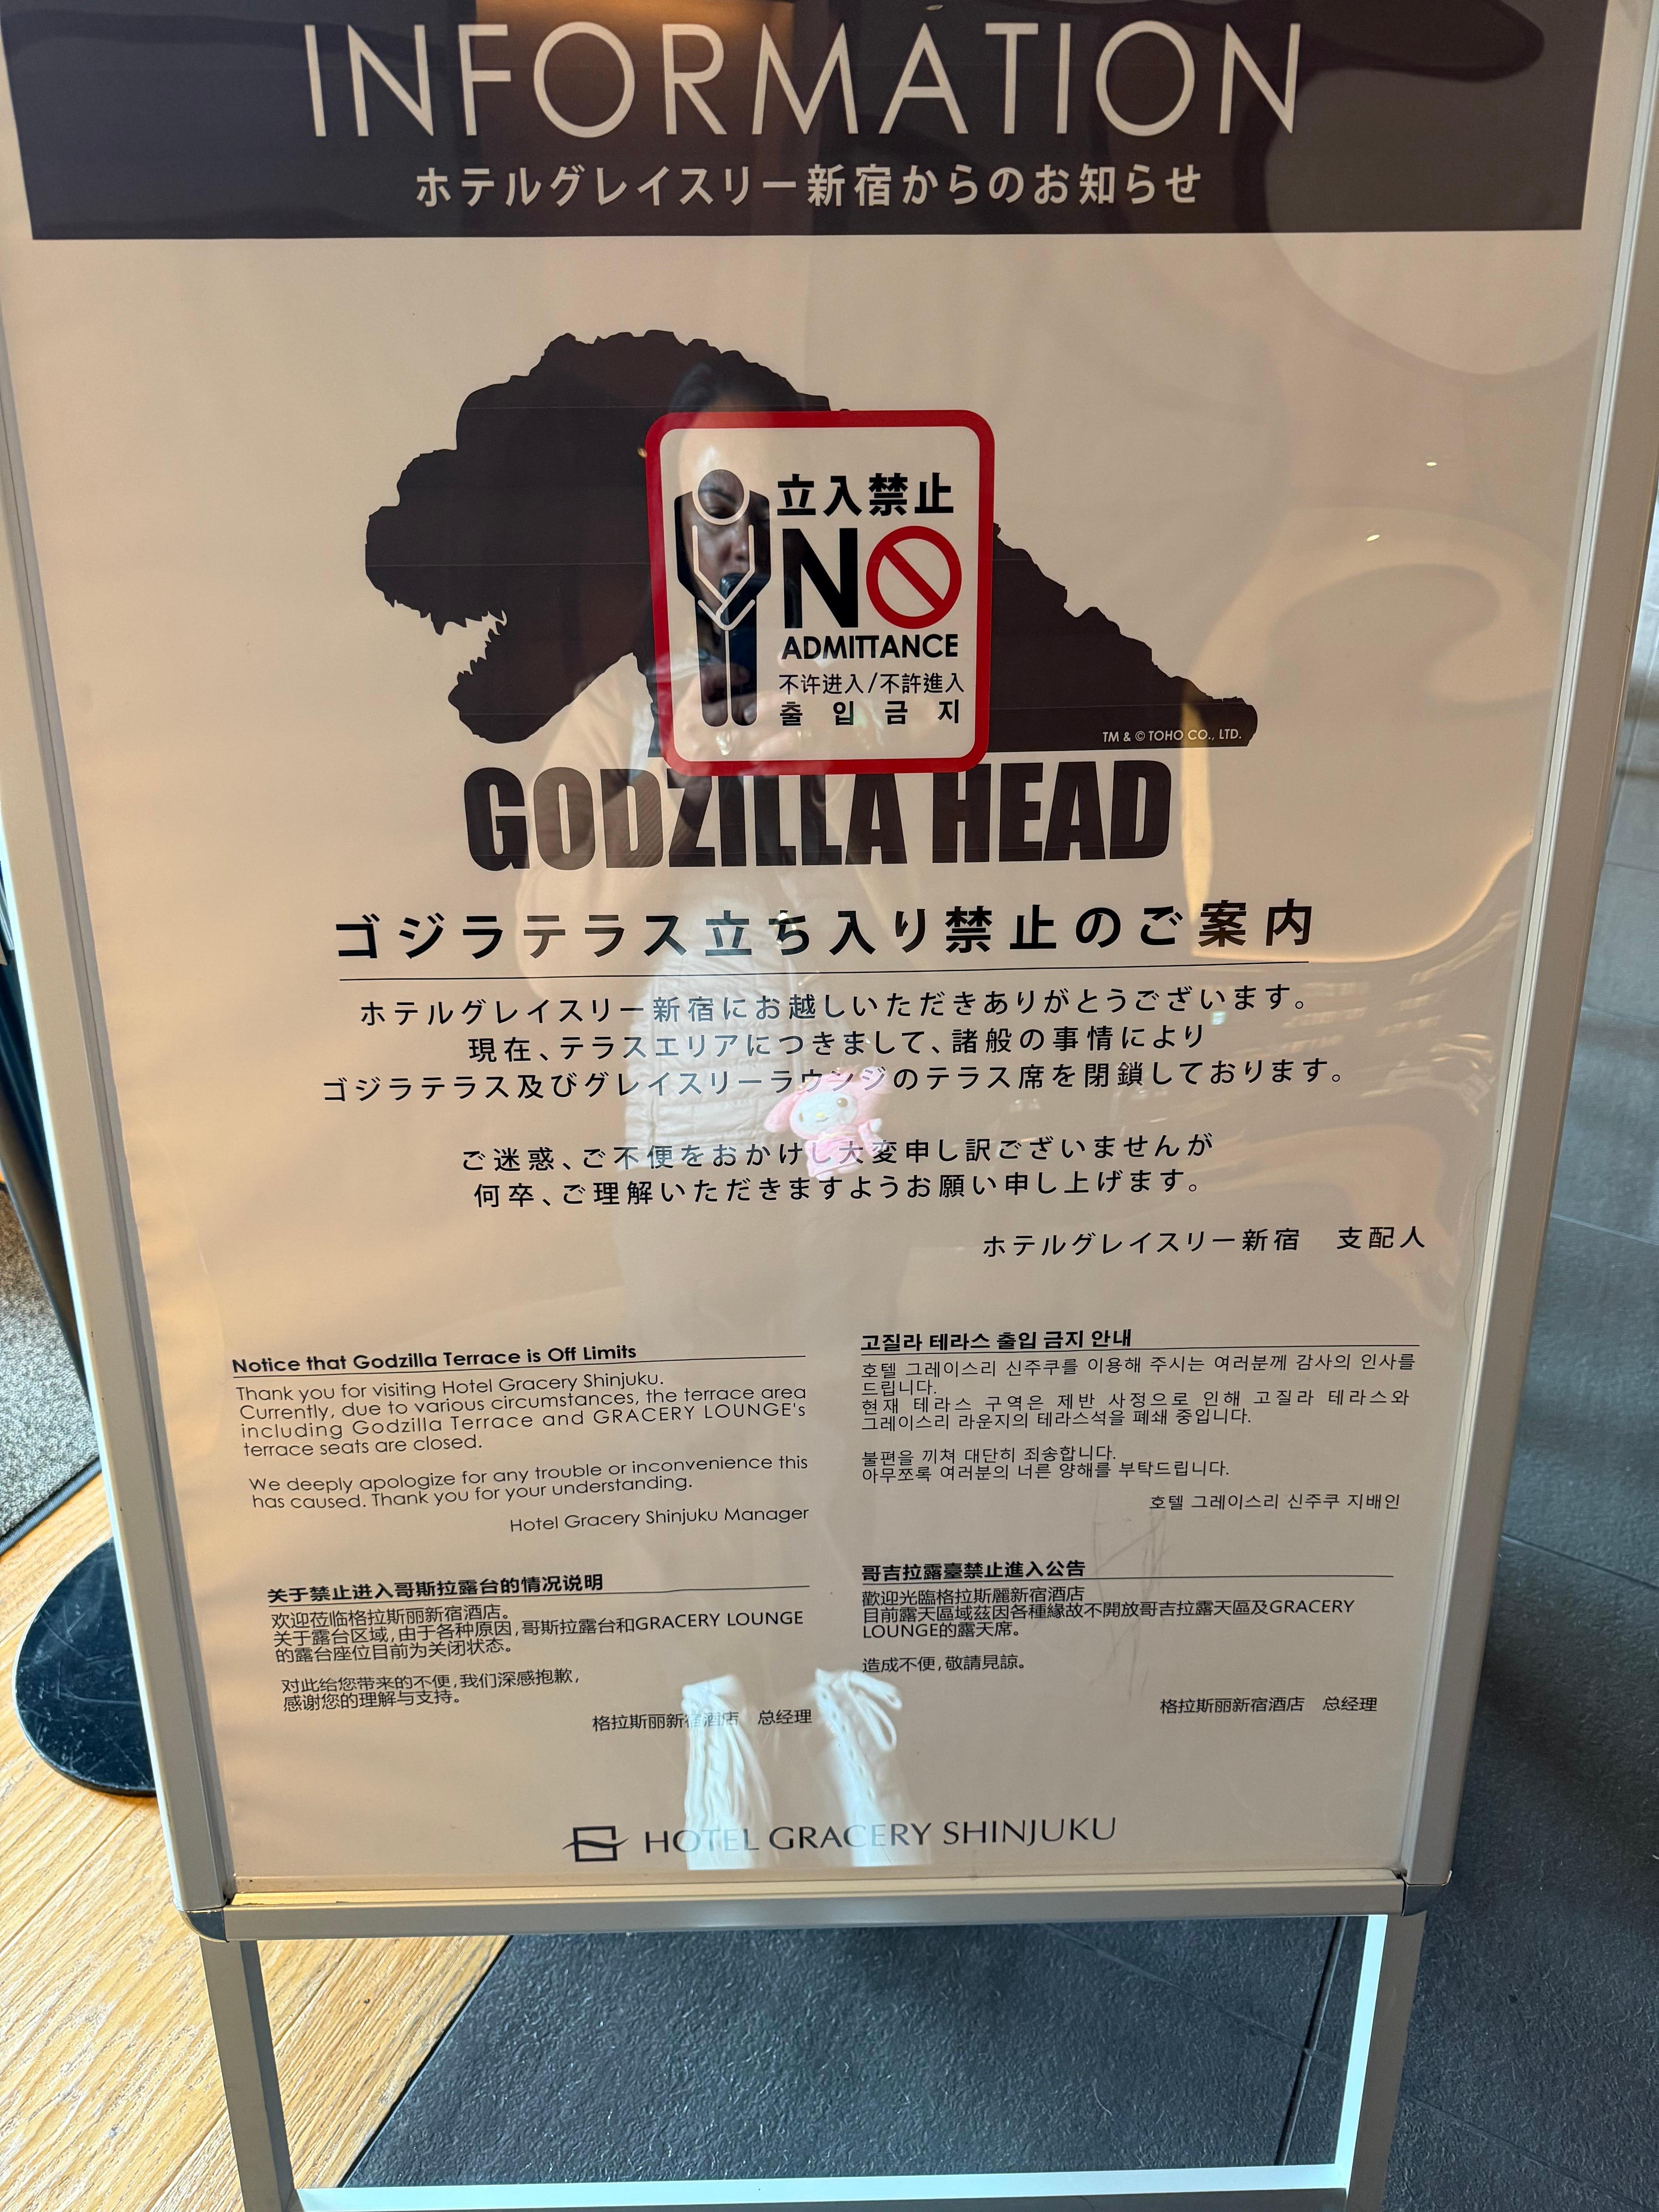 INFORMATION
ホテルグレイスリー新宿からのお知らせ
立入禁止
NO
ADMITTANCE
不许进入/不許進入
출입금지
TM & © TOHO CO., LTD.
GODZILLA HEAD
ゴジラテラス立ち入り禁止のご案内
ホテルグレイスリー新宿にお越しいただきありがとうございます。
現在、テラスエリアにつきまして、諸般の事情により
ゴジラテラス及びグレイスリーラウンジのテラス席を閉鎖しております。
ご迷惑、ご不便をおかけし大変申し訳ございませんが
何卒、ご理解いただきますようお願い申し上げます。
ホテルグレイスリー新宿　支配人
Notice that Godzilla Terrace is Off Limits
Thank you for visiting Hotel Gracery Shinjuku.
Currently, due to various circumstances, the terrace area
including Godzilla Terrace and GRACERY LOUNGE's
terrace seats are closed.
We deeply apologize for any trouble or inconvenience this
has caused. Thank you for your understanding.
Hotel Gracery Shinjuku Manager
고질라 테라스 출입 금지 안내
호텔 그레이스리 신주쿠를 이용해 주시는 여러분께 감사의 인사를
드립니다.
현재 테라스 구역은 제반 사정으로 인해 고질라 테라스와
그레이스리 라운지의 테라스석을 폐쇄 중입니다.
불편을 끼쳐 대단히 죄송합니다.
아무쪼록 여러분의 너른 양해를 부탁드립니다.
호텔 그레이스리 신주쿠 지배인
关于禁止进入哥斯拉露台的情况说明
欢迎莅临格拉斯丽新宿酒店。
关于露台区域,由于各种原因,哥斯拉露台和GRACERY LOUNGE
的露台座位目前为关闭状态。
对此给您带来的不便,我们深感抱歉,
感谢您的理解与支持。
格拉斯丽新宿酒店　总经理
哥吉拉露臺禁止進入公告
歡迎光臨格拉斯麗新宿酒店
目前露天區域茲因各種緣故不開放哥吉拉露天區及GRACERY
LOUNGE的露天席。
造成不便,敬請見諒。
格拉斯丽新宿酒店　总经理
HOTEL GRACERY SHINJUKU